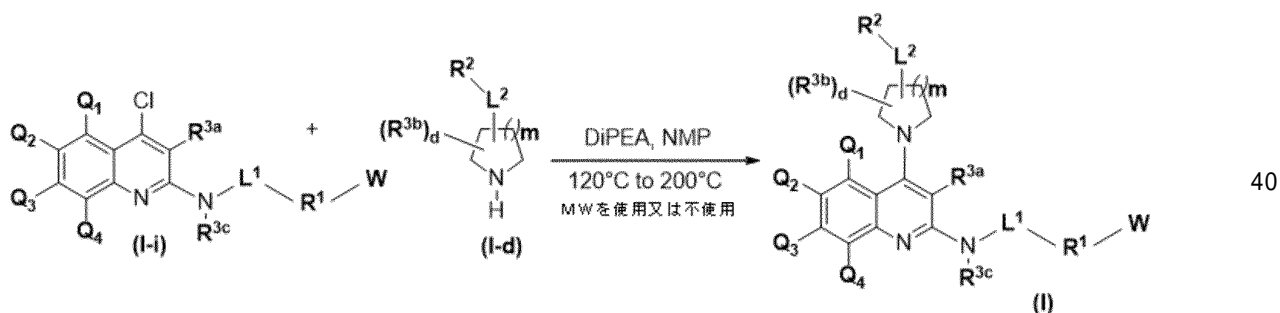 R²
L²
(R³ᵇ)d
m
N
Q₁
Cl
R³ᵃ
Q₂
Q₃
Q₄
N
N
R³ᶜ
L¹
R¹
W
(I-i)
+
R²
L²
(R³ᵇ)d
m
N
H
(I-d)
DiPEA, NMP
120°C to 200°C
MWを使用又は不使用
Q₁
Q₂
Q₃
Q₄
R³ᵃ
N
N
R³ᶜ
L¹
R¹
W
(I)
40